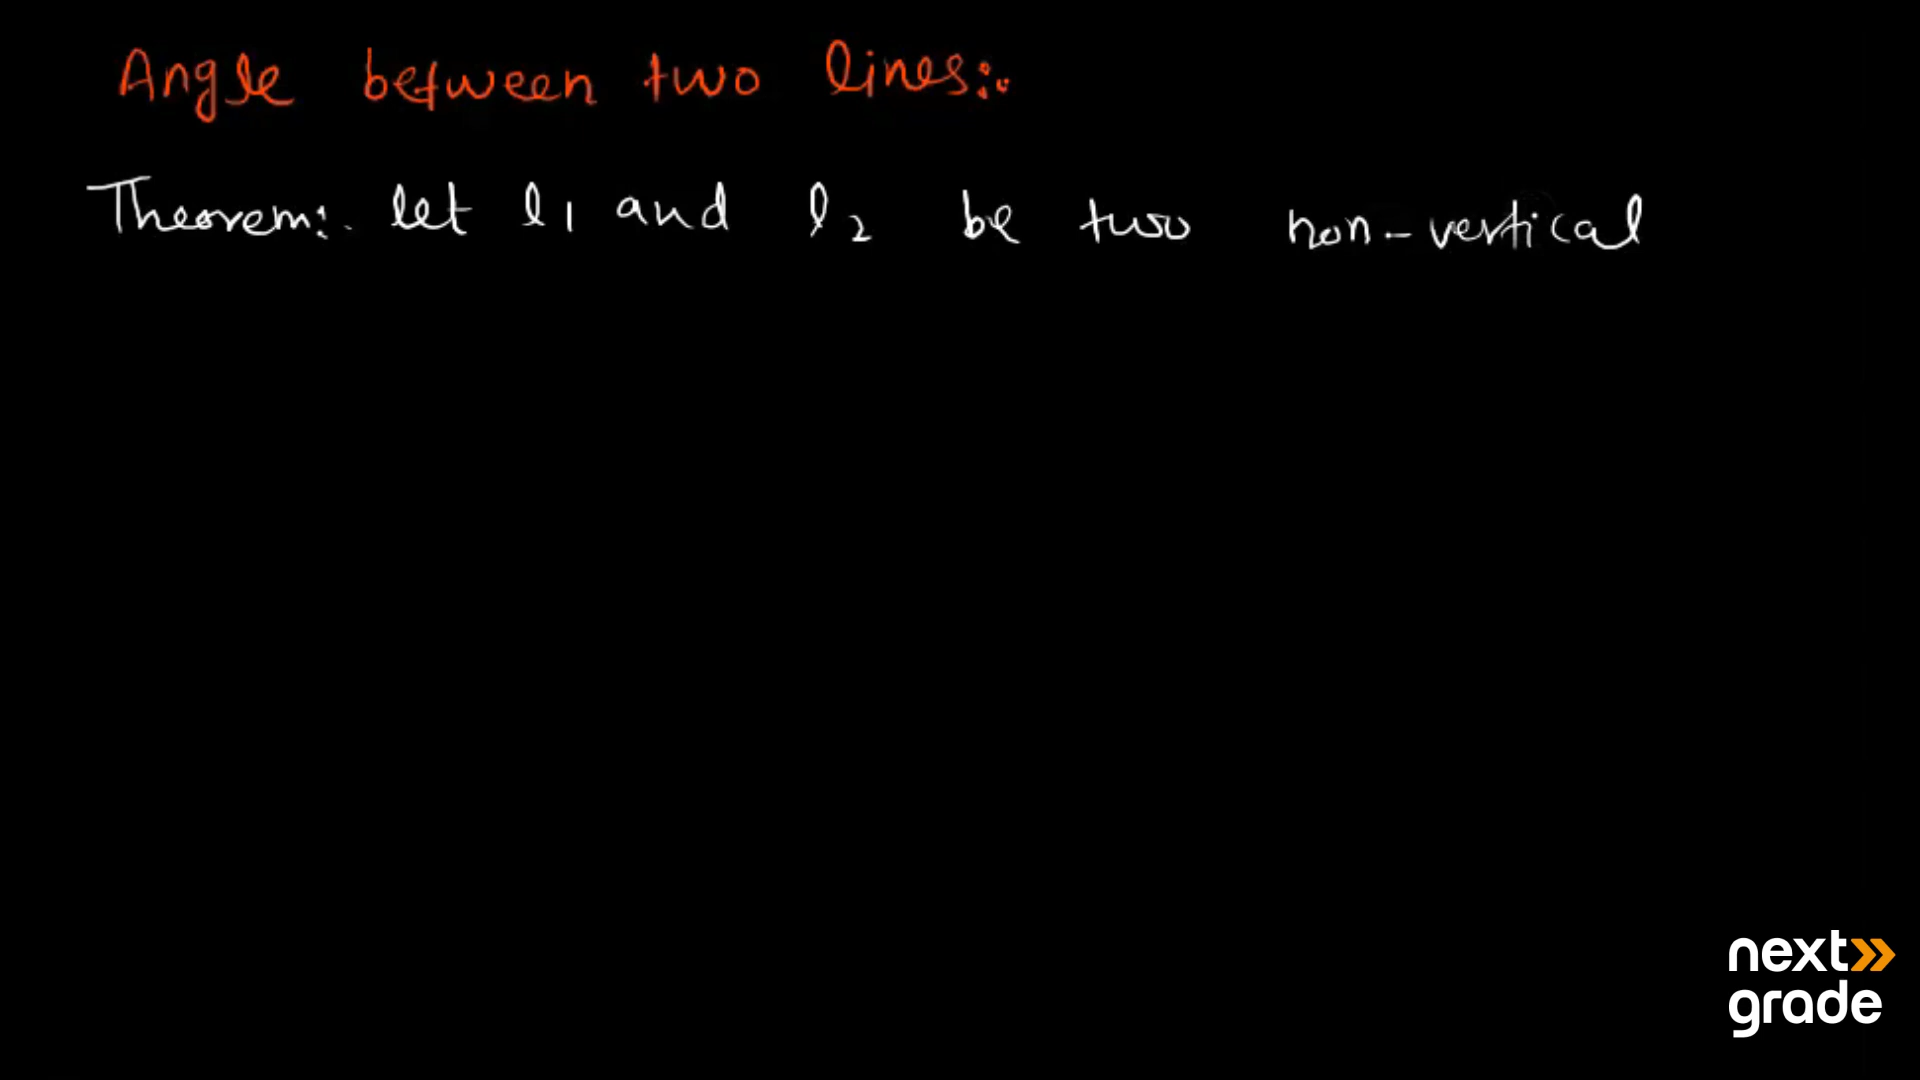 Angle between two lines:.
Theorem:. let l1 and l2 be two non-vertical
next
grade